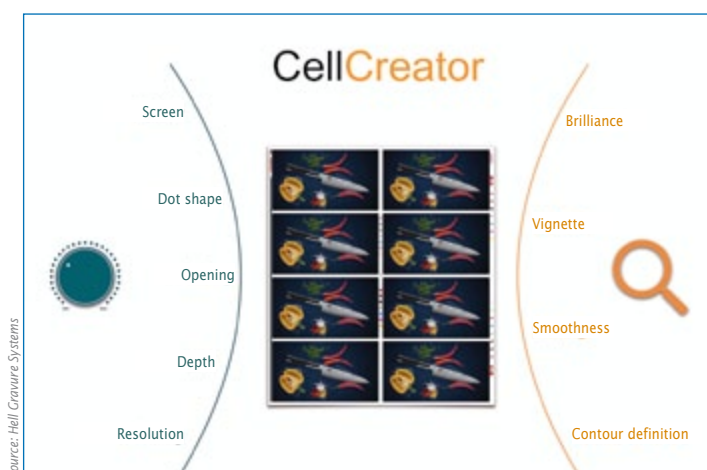 CellCreator
Screen
Dot shape
Opening
Depth
Resolution
Brilliance
Vignette
Smoothness
Contour definition
ource: Hell Gravure Systems